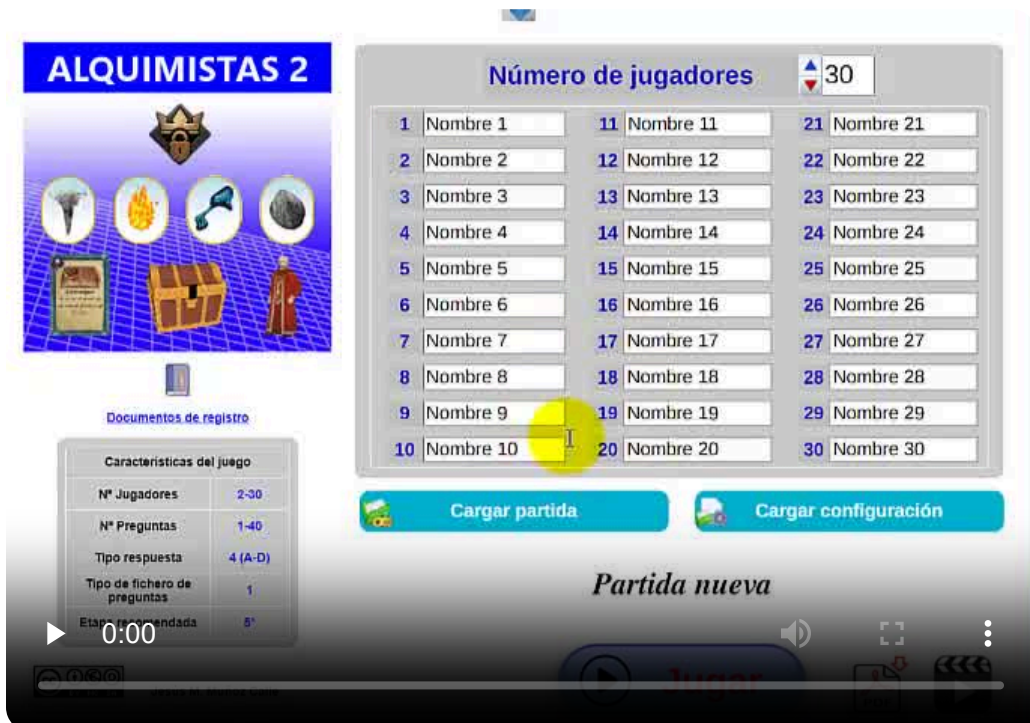 ALQUIMISTAS 2
Documentos de registro
Características del juego
Nº Jugadores 2-30
Nº Preguntas 1-40
Tipo respuesta 4 (A-D)
Tipo de fichero de
preguntas 1
Etapa recomendada 5º
Número de jugadores 30
1 Nombre 1 11 Nombre 11 21 Nombre 21
2 Nombre 2 12 Nombre 12 22 Nombre 22
3 Nombre 3 13 Nombre 13 23 Nombre 23
4 Nombre 4 14 Nombre 14 24 Nombre 24
5 Nombre 5 15 Nombre 15 25 Nombre 25
6 Nombre 6 16 Nombre 16 26 Nombre 26
7 Nombre 7 17 Nombre 17 27 Nombre 27
8 Nombre 8 18 Nombre 18 28 Nombre 28
9 Nombre 9 19 Nombre 19 29 Nombre 29
10 Nombre 10 20 Nombre 20 30 Nombre 30
Cargar partida Cargar configuración
Partida nueva
0:00
Jugar